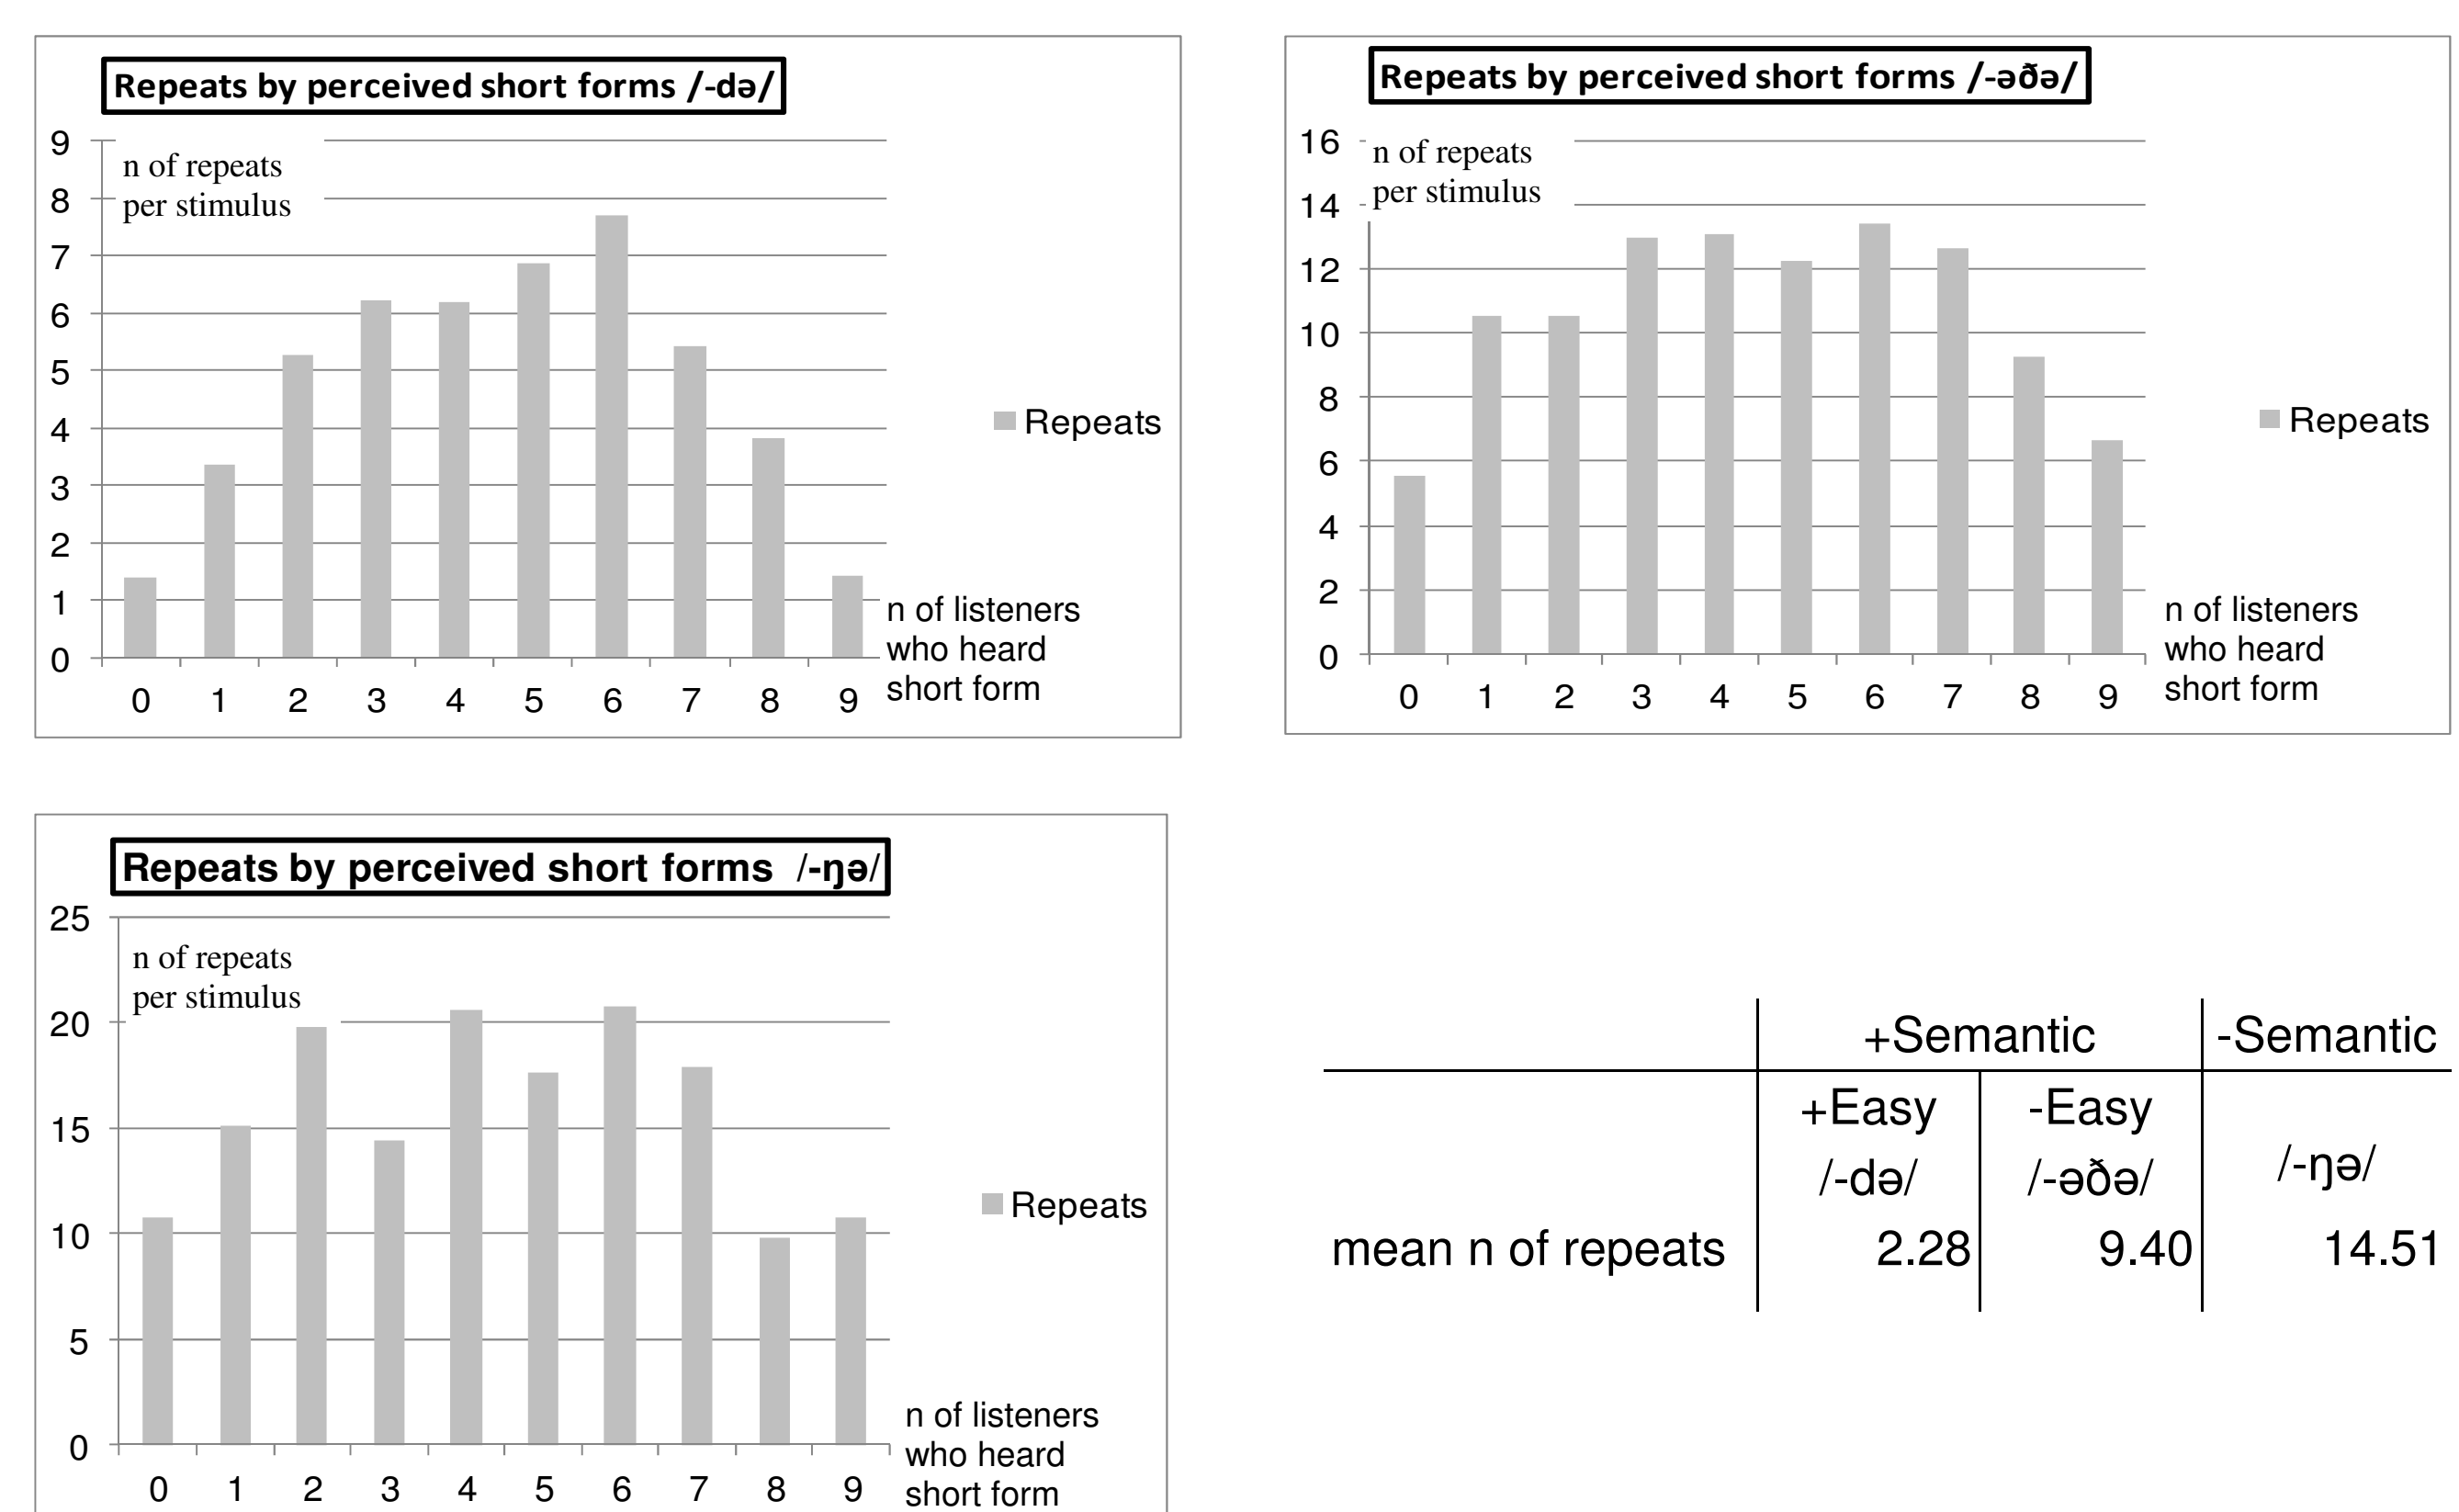 Repeats by perceived short forms /-də/
n of repeats
per stimulus
9
8
7
6
5
4
3
2
1
0
0 1 2 3 4 5 6 7 8 9
n of listeners
who heard
short form
Repeats
Repeats by perceived short forms /-əðə/
n of repeats
per stimulus
16
14
12
10
8
6
4
2
0
0 1 2 3 4 5 6 7 8 9
n of listeners
who heard
short form
Repeats
Repeats by perceived short forms /-ŋə/
n of repeats
per stimulus
25
20
15
10
5
0
0 1 2 3 4 5 6 7 8 9
n of listeners
who heard
short form
Repeats
+Semantic -Semantic
+Easy -Easy
/-də/ /-əðə/ /-ŋə/
mean n of repeats 2.28 9.40 14.51